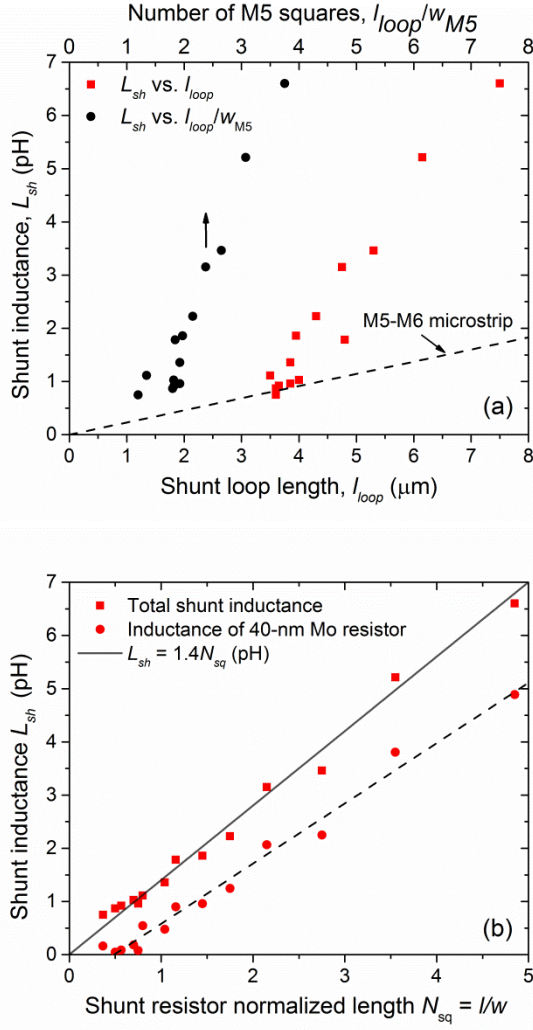 Number of M5 squares, l_loop/w_M5
0 1 2 3 4 5 6 7 8
L_sh vs. l_loop
L_sh vs. l_loop/w_M5
7
6
5
4
3
2
1
0
Shunt inductance, L_sh (pH)
M5-M6 microstrip
(a)
0 1 2 3 4 5 6 7 8
Shunt loop length, l_loop (μm)
7
6
5
4
3
2
1
0
Shunt inductance L_sh (pH)
Total shunt inductance
Inductance of 40-nm Mo resistor
L_sh = 1.4N_sq (pH)
(b)
0 1 2 3 4 5
Shunt resistor normalized length N_sq = l/w